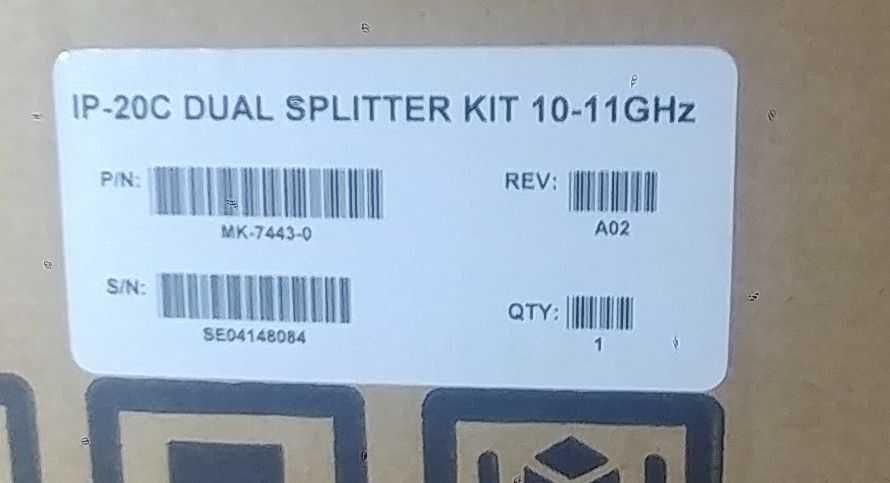 IP-20C DUAL SPLITTER KIT 10-11GHz
P/N:
MK-7443-0
REV:
A02
S/N:
SE04148084
QTY:
1